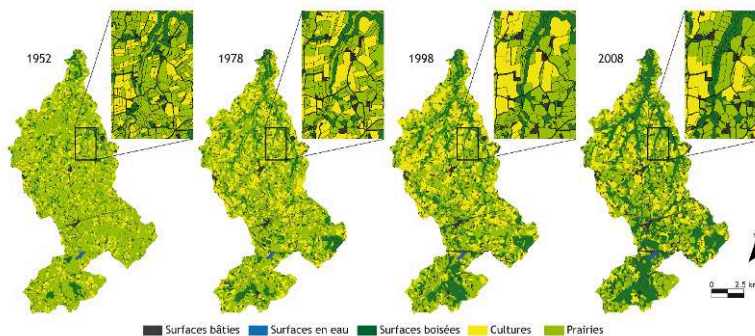 1952
1978
1998
2008
0 2.5 km
Surfaces bâties
Surfaces en eau
Surfaces boisées
Cultures
Prairies